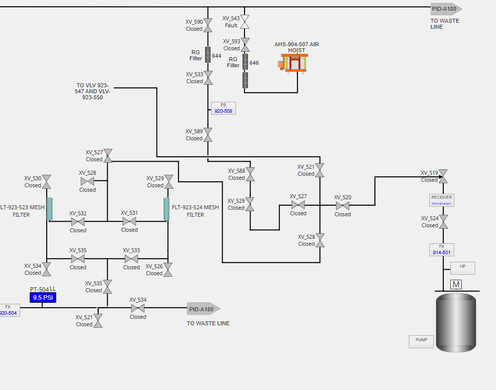 XV_590
Closed
XV_543
Fault
PID-A180
TO WASTE
LINE
XV_593
Closed
AHS-904-507 AIR
HOIST
RG
Filter
644
RG
Filter
646
XV_533
Closed
TO VLV 923-
547 AND VLV-
923-550
FG
920-508
XV_589
Closed
XV_527
Closed
XV_528
Closed
XV_530
Closed
XV_529
Closed
XV_588
Closed
XV_521
Closed
XV_519
Closed
FLT-923-523 MESH
FILTER
FLT-923-524 MESH
FILTER
XV_529
Closed
XV_527
Closed
XV_520
Closed
RECEIVER
XV_532
Closed
XV_531
Closed
XV_524
Closed
XV_528
Closed
XV_535
Closed
XV_533
Closed
XV_534
Closed
XV_526
Closed
FX
914-501
HP
XV_535
Closed
PT-504
LL
9.5 PSI
XV_534
Closed
PID-A180
TO WASTE LINE
FX
920-504
XV_521
Closed
M
PUMP